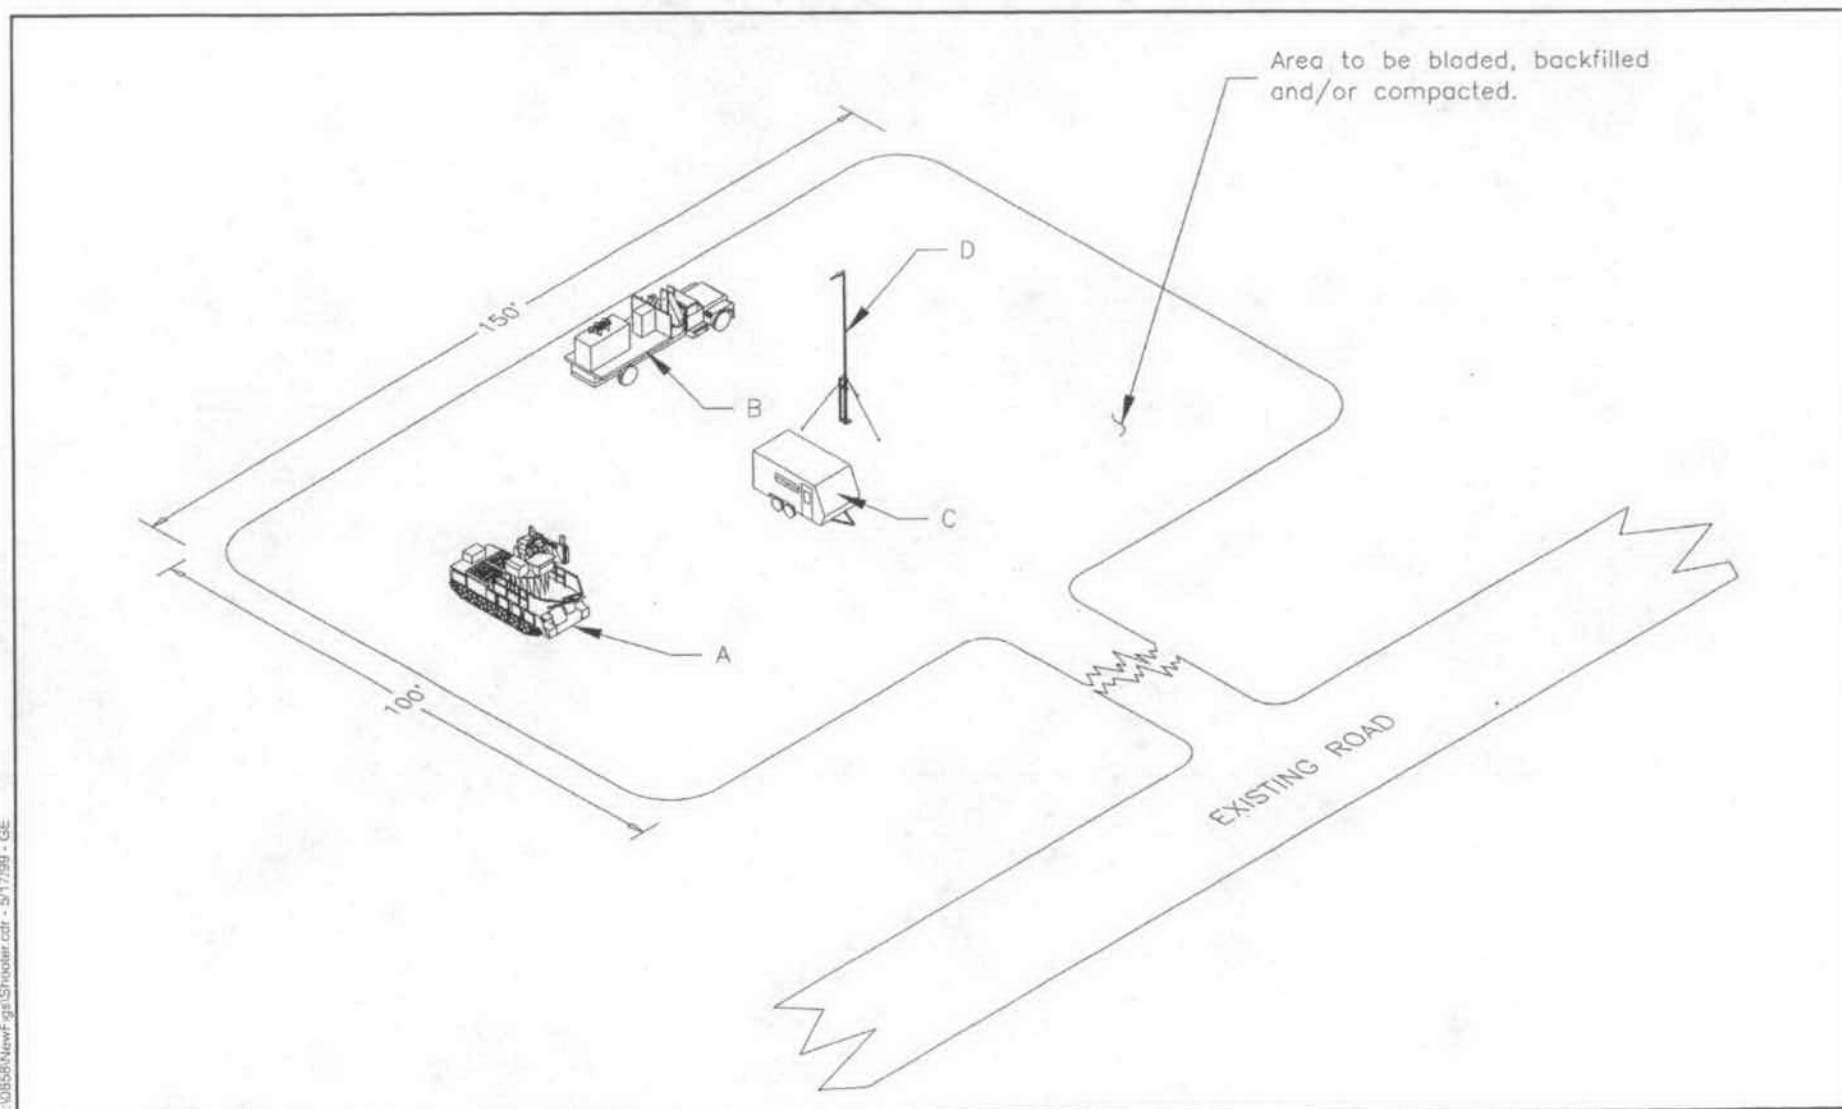 Area to be bladed, backfilled
and/or compacted.
D
150'
B
C
A
100'
EXISTING ROAD